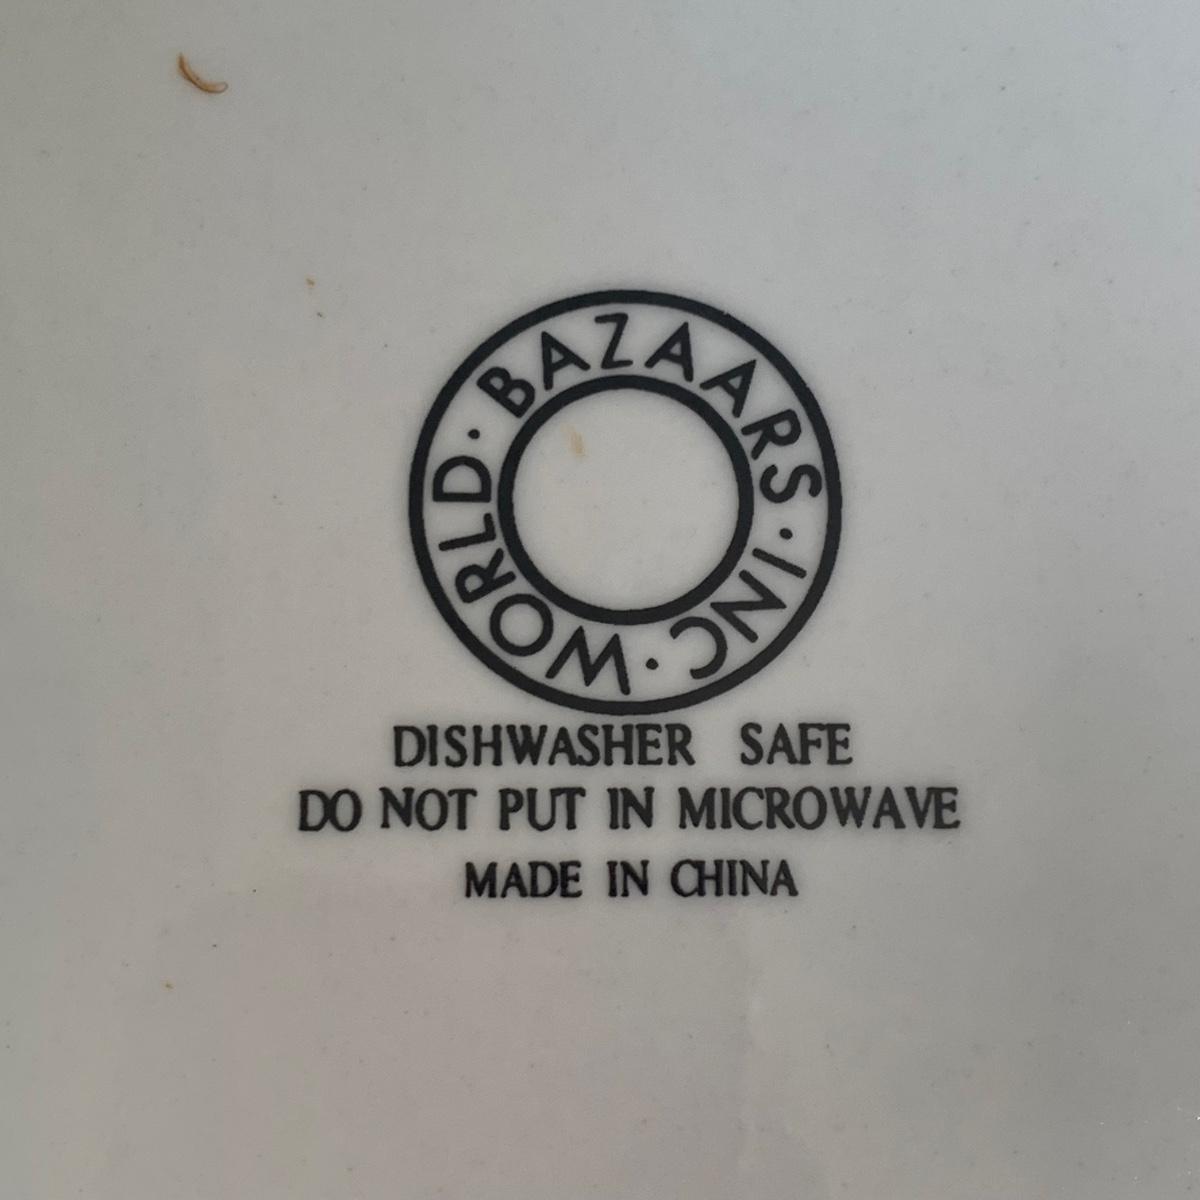 WORLD · BAZAARS · INC ·
DISHWASHER SAFE
DO NOT PUT IN MICROWAVE
MADE IN CHINA